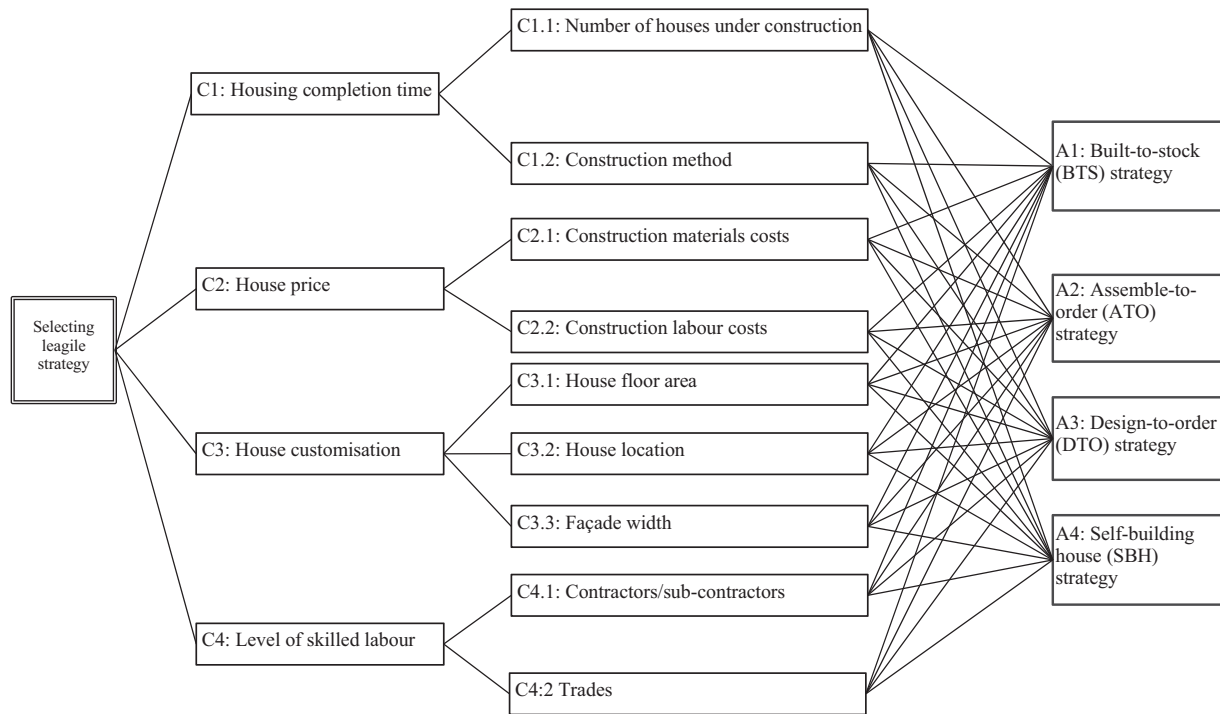 Selecting
leagile
strategy
C1: Housing completion time
C2: House price
C3: House customisation
C4: Level of skilled labour
C1.1: Number of houses under construction
C1.2: Construction method
C2.1: Construction materials costs
C2.2: Construction labour costs
C3.1: House floor area
C3.2: House location
C3.3: Façade width
C4.1: Contractors/sub-contractors
C4:2 Trades
A1: Built-to-stock
(BTS) strategy
A2: Assemble-to-
order (ATO)
strategy
A3: Design-to-order
(DTO) strategy
A4: Self-building
house (SBH)
strategy